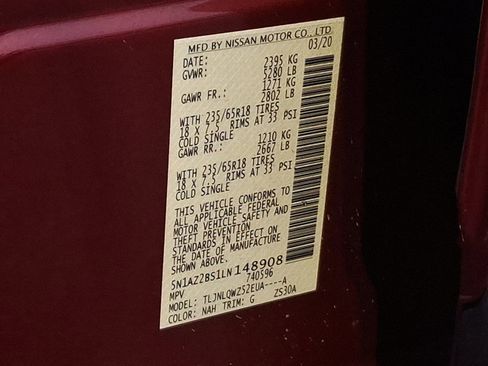 MFD BY NISSAN MOTOR CO., LTD
DATE: 03/20
GVWR: 2395 KG
5280 LB
GAWR FR.: 1271 KG
2802 LB
WITH 235/65R18 TIRES
18 X 7.5 RIMS AT 33 PSI
COLD SINGLE
GAWR RR.: 1210 KG
2667 LB
WITH 235/65R18 TIRES
18 X 7.5 RIMS AT 33 PSI
COLD SINGLE
THIS VEHICLE CONFORMS TO
ALL APPLICABLE FEDERAL
MOTOR VEHICLE SAFETY AND
THEFT PREVENTION
STANDARDS IN EFFECT ON
THE DATE OF MANUFACTURE
SHOWN ABOVE.
5N1AZ2BS1LN148908
MPV 740596
MODEL: TLJNLQWZ52EUA----A
COLOR: NAH TRIM: G ZS30A